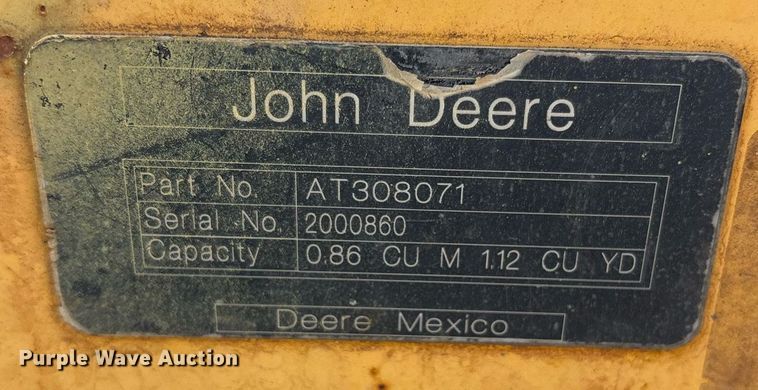 John Deere
Part No. AT308071
Serial No. 2000860
Capacity 0.86 CU M 1.12 CU YD
Deere Mexico
Purple Wave Auction